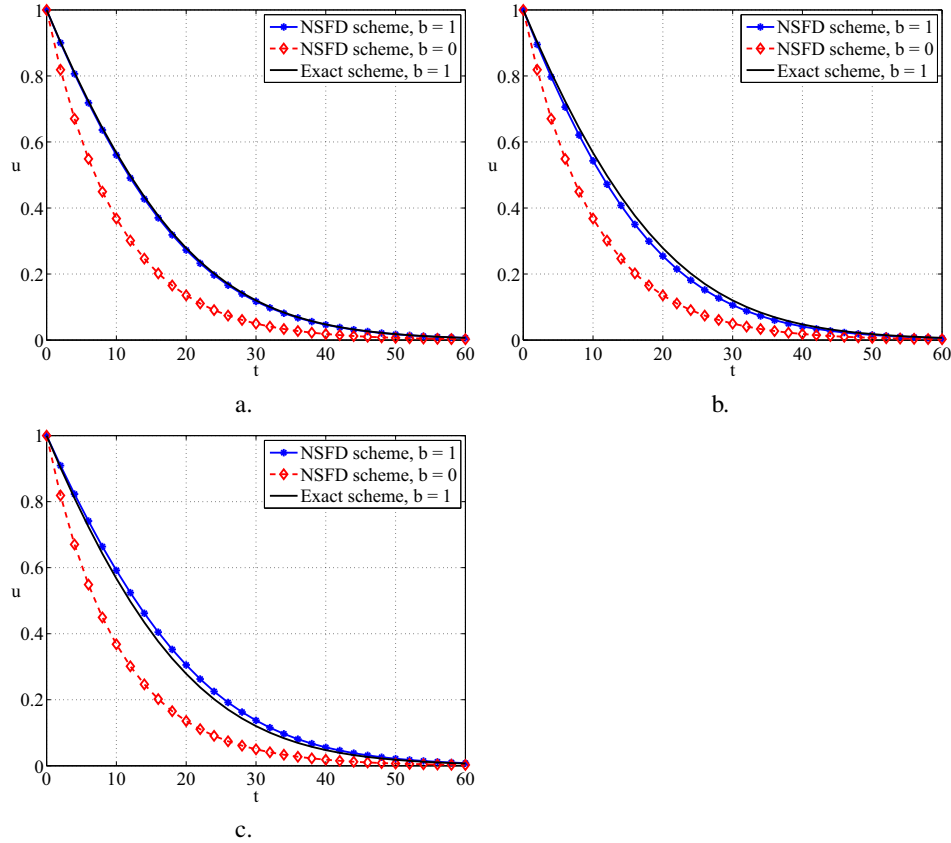 1
0.8
0.6
u
0.4
0.2
0
0 10 20 30 40 50 60
t
NSFD scheme, b = 1
NSFD scheme, b = 0
Exact scheme, b = 1
a.
1
0.8
0.6
u
0.4
0.2
0
0 10 20 30 40 50 60
t
NSFD scheme, b = 1
NSFD scheme, b = 0
Exact scheme, b = 1
b.
1
0.8
0.6
u
0.4
0.2
0
0 10 20 30 40 50 60
t
NSFD scheme, b = 1
NSFD scheme, b = 0
Exact scheme, b = 1
c.